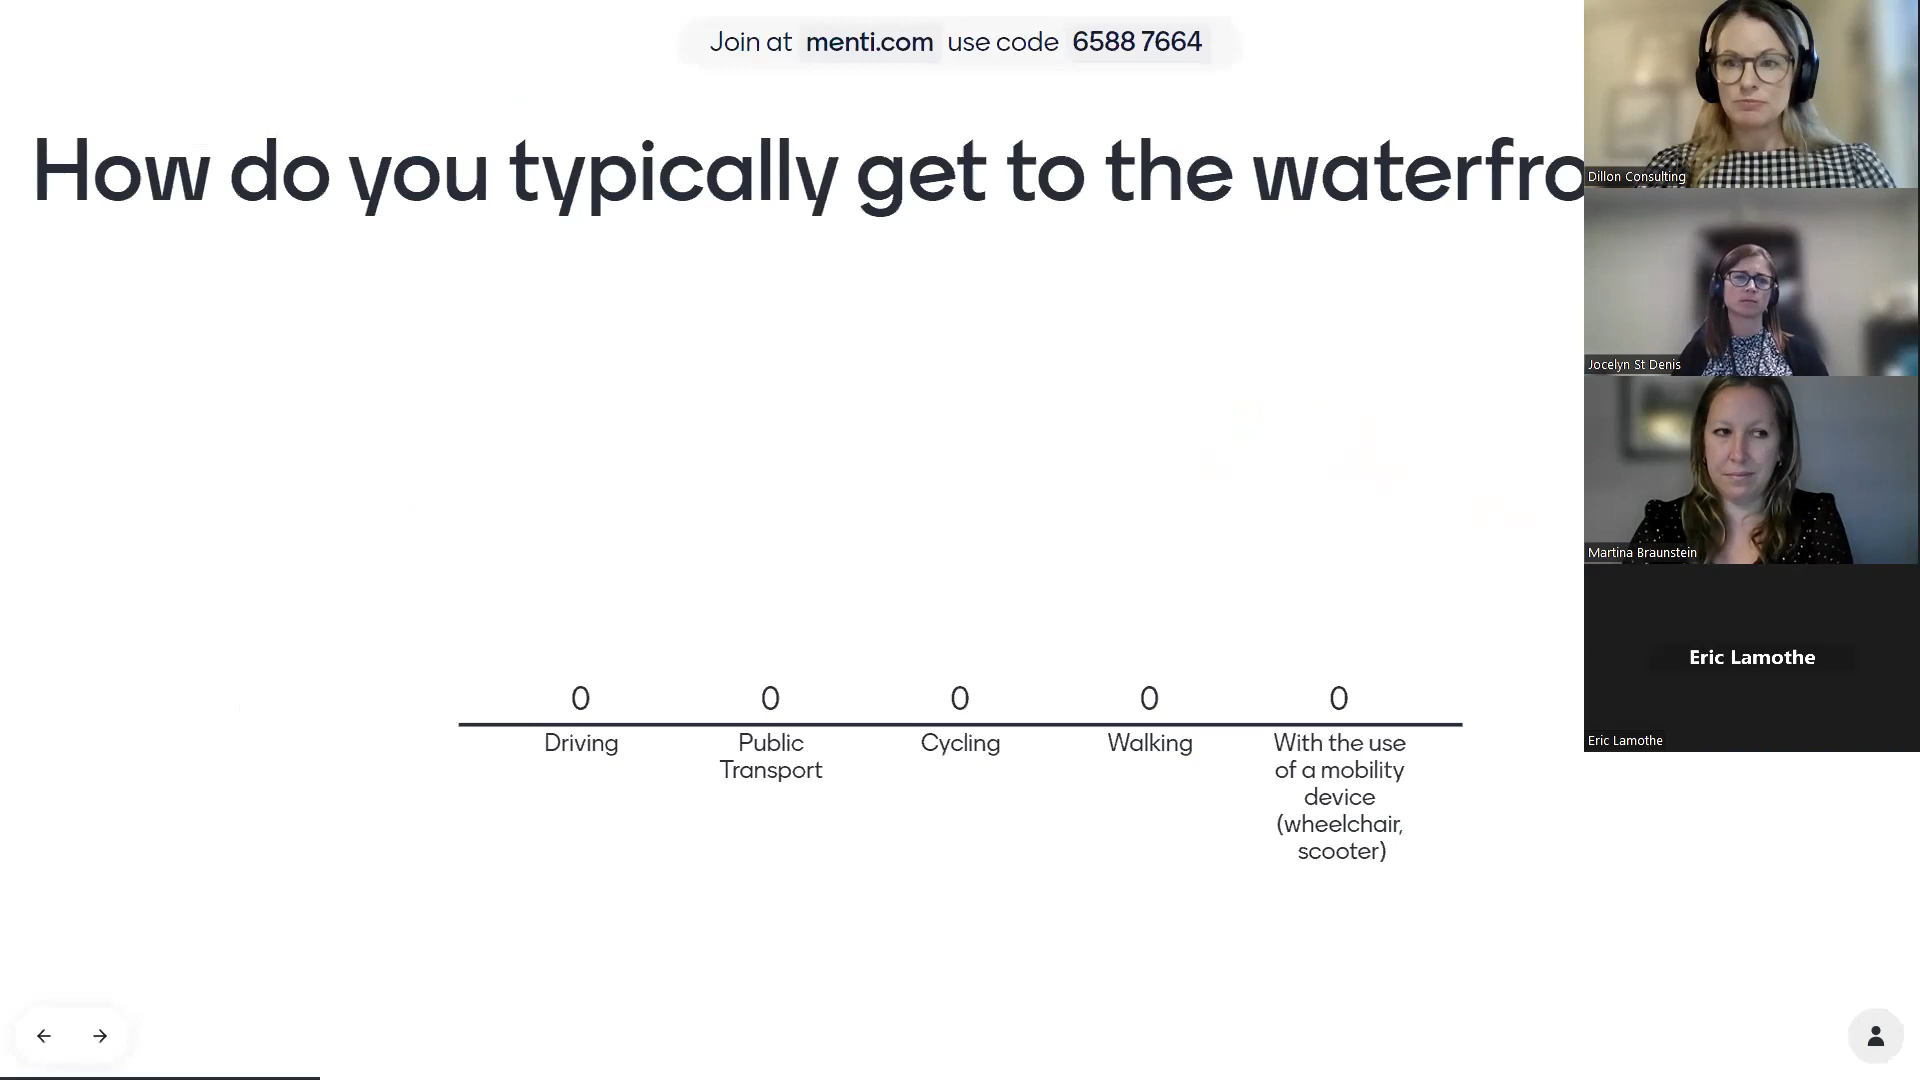 Join at menti.com use code 6588 7664
How do you typically get to the waterfro
Dillon Consulting
Jocelyn St Denis
Martina Braunstein
Eric Lamothe
Eric Lamothe
0 0 0 0 0
Driving
Public
Transport
Cycling
Walking
With the use
of a mobility
device
(wheelchair,
scooter)